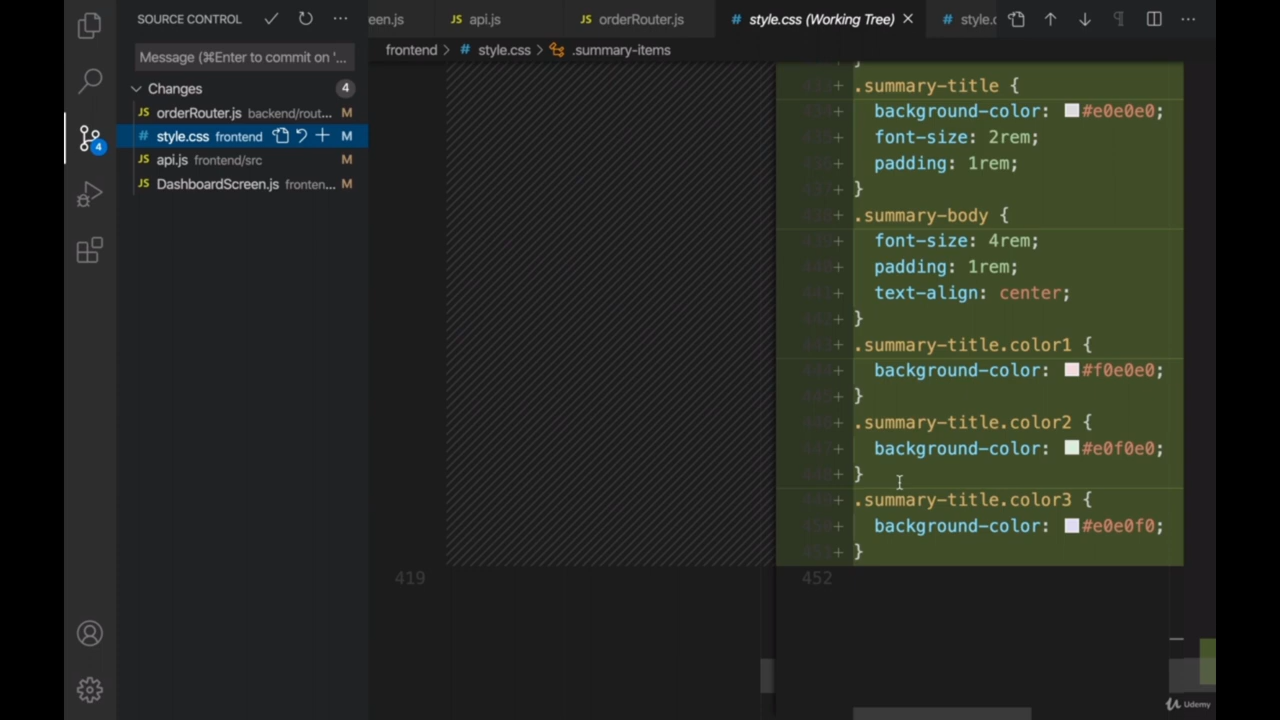 SOURCE CONTROL
een.js
api.js
orderRouter.js
style.css (Working Tree)
style.c
frontend > style.css > .summary-items
Message (⌘Enter to commit on '...
Changes 4
orderRouter.js backend/rout... M
style.css frontend M
api.js frontend/src M
DashboardScreen.js fronten... M
4
}
.summary-title {
background-color: #e0e0e0;
font-size: 2rem;
padding: 1rem;
}
.summary-body {
font-size: 4rem;
padding: 1rem;
text-align: center;
}
.summary-title.color1 {
background-color: #f0e0e0;
}
.summary-title.color2 {
background-color: #e0f0e0;
}
.summary-title.color3 {
background-color: #e0e0f0;
}
419
452
Udemy